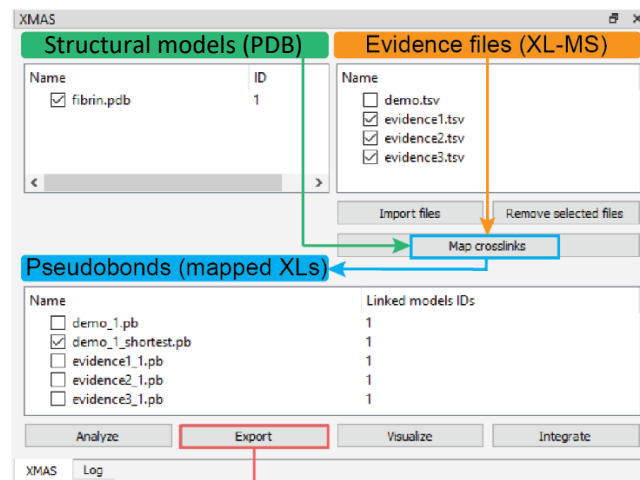 XMAS
Structural models (PDB)
Evidence files (XL-MS)
Name ID
fibrin.pdb 1
Name
demo.tsv
evidence1.tsv
evidence2.tsv
evidence3.tsv
Import files Remove selected files
Map crosslinks
Pseudobonds (mapped XLs)
Name Linked models IDs
demo_1.pb 1
demo_1_shortest.pb 1
evidence1_1.pb 1
evidence2_1.pb 1
evidence3_1.pb 1
Analyze Export Visualize Integrate
XMAS Log